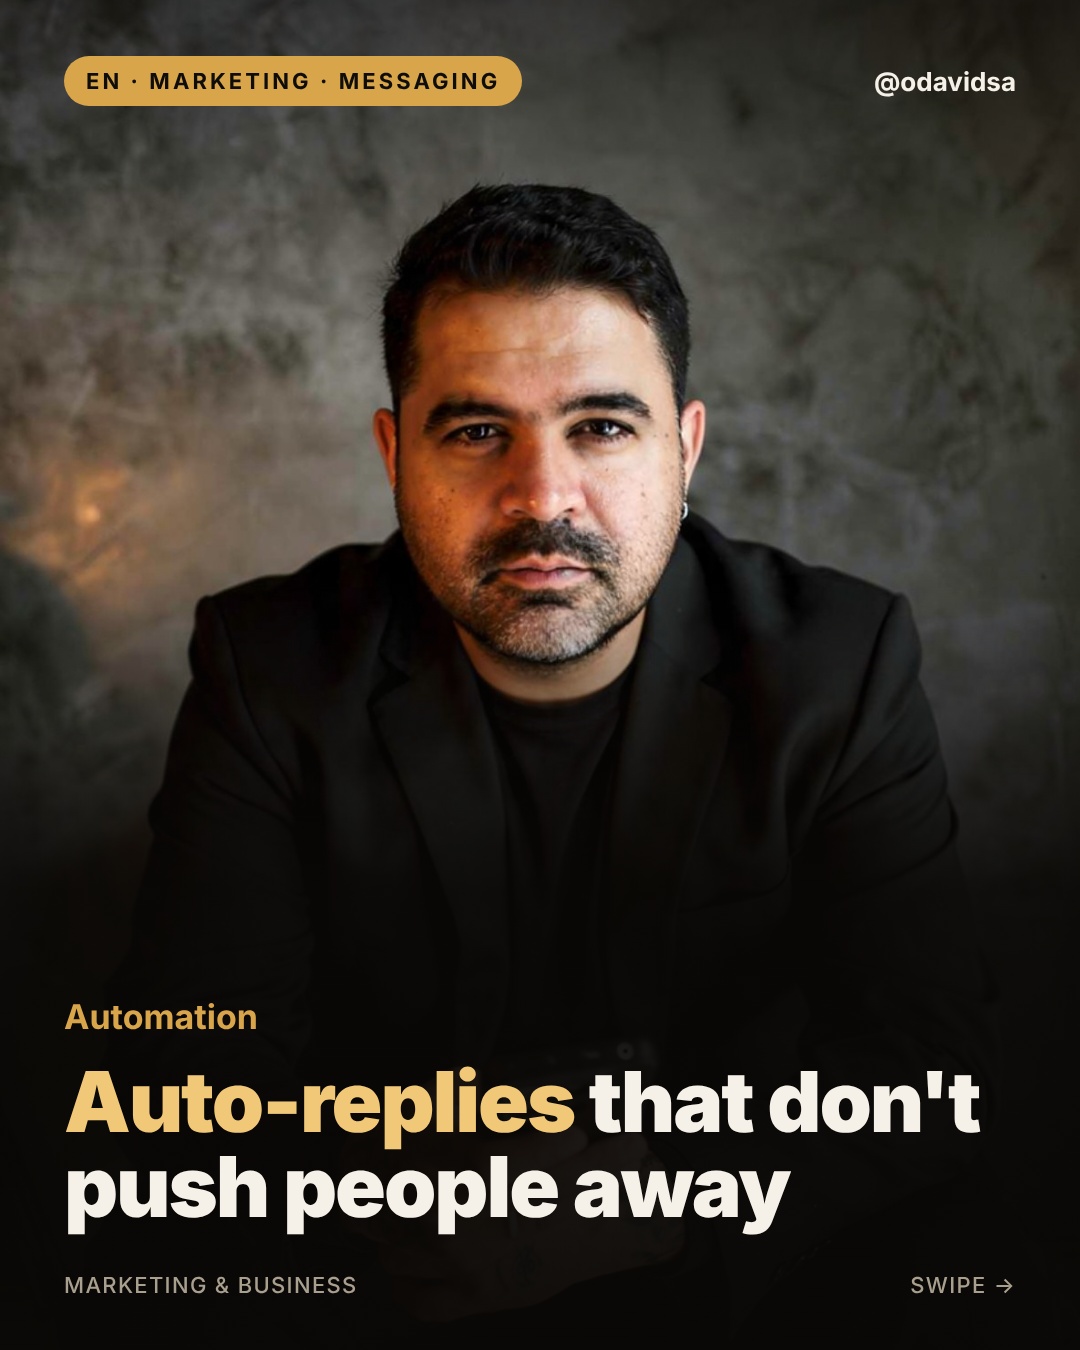 EN · MARKETING · MESSAGING
@odavidsa
Automation
Auto-replies that don't
push people away
MARKETING & BUSINESS
SWIPE →